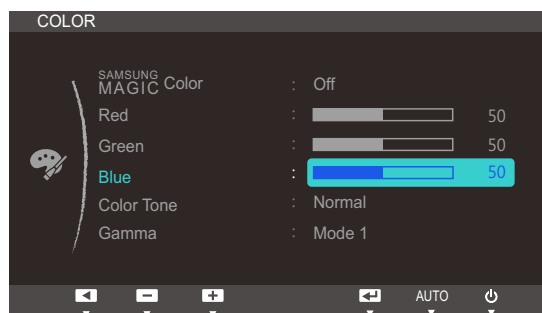 COLOR
SAMSUNG MAGIC Color : Off
Red : 50
Green : 50
Blue : 50
Color Tone : Normal
Gamma : Mode 1
AUTO